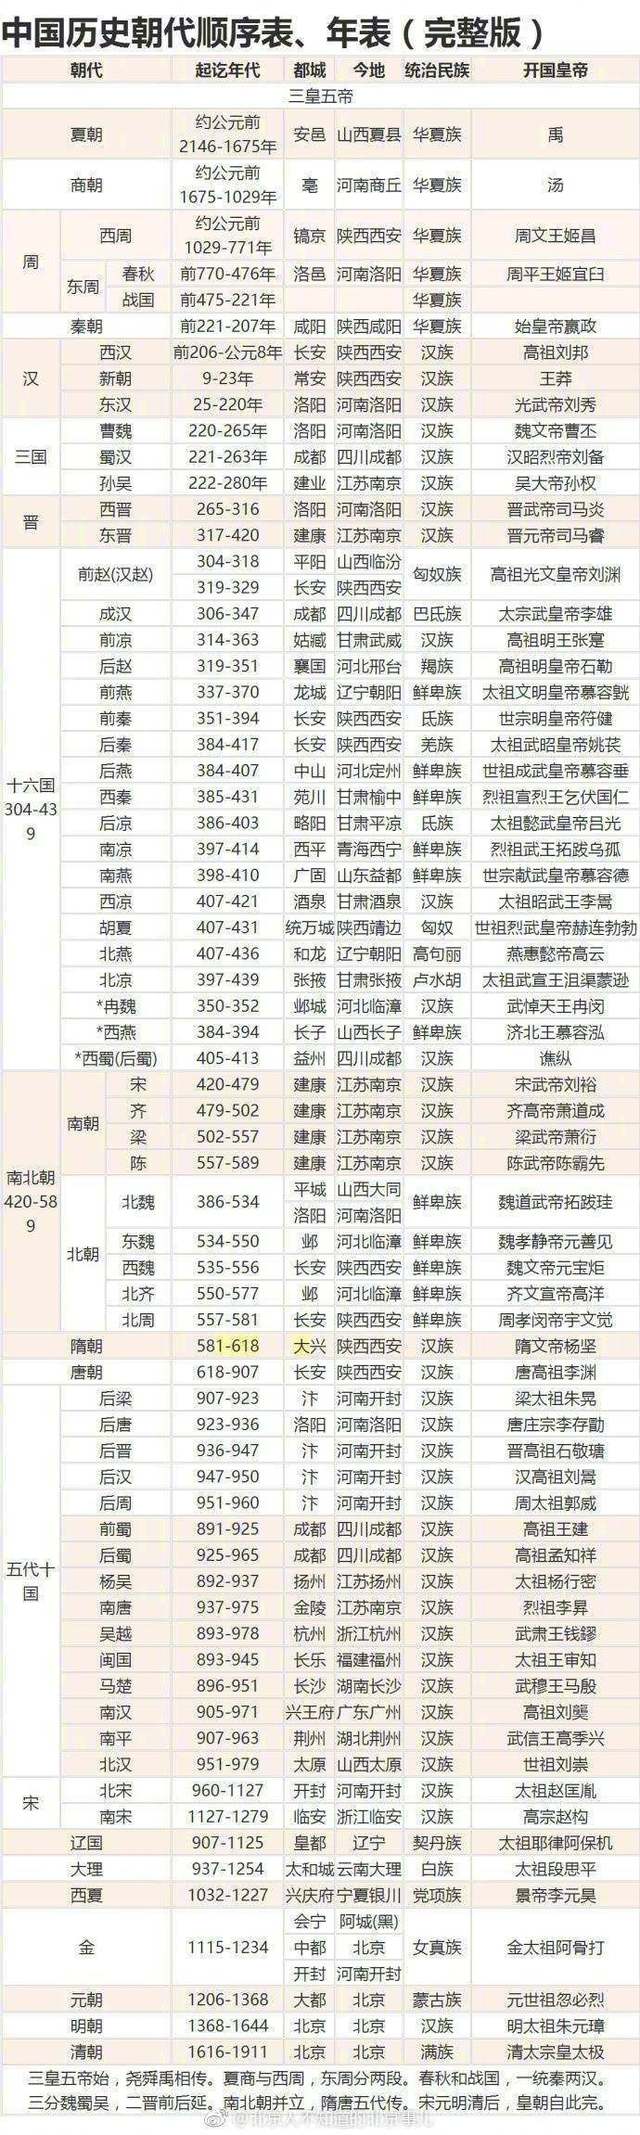 中国历史朝代顺序表、年表（完整版）
朝代 起讫年代 都城 今地 统治民族 开国皇帝
三皇五帝
夏朝 约公元前2146-1675年 安邑 山西夏县 华夏族 禹
商朝 约公元前1675-1029年 亳 河南商丘 华夏族 汤
周 西周 约公元前1029-771年 镐京 陕西西安 华夏族 周文王姬昌
东周 春秋 前770-476年 洛邑 河南洛阳 华夏族 周平王姬宜臼
战国 前475-221年 华夏族
秦朝 前221-207年 咸阳 陕西咸阳 华夏族 始皇帝嬴政
汉 西汉 前206-公元8年 长安 陕西西安 汉族 高祖刘邦
新朝 9-23年 常安 陕西西安 汉族 王莽
东汉 25-220年 洛阳 河南洛阳 汉族 光武帝刘秀
三国 曹魏 220-265年 洛阳 河南洛阳 汉族 魏文帝曹丕
蜀汉 221-263年 成都 四川成都 汉族 汉昭烈帝刘备
孙吴 222-280年 建业 江苏南京 汉族 吴大帝孙权
晋 西晋 265-316 洛阳 河南洛阳 汉族 晋武帝司马炎
东晋 317-420 建康 江苏南京 汉族 晋元帝司马睿
十六国304-439 前赵(汉赵) 304-318 平阳 山西临汾 匈奴族 高祖光文皇帝刘渊
319-329 长安 陕西西安
成汉 306-347 成都 四川成都 巴氐族 太宗武皇帝李雄
前凉 314-363 姑臧 甘肃武威 汉族 高祖明王张寔
后赵 319-351 襄国 河北邢台 羯族 高祖明皇帝石勒
前燕 337-370 龙城 辽宁朝阳 鲜卑族 太祖文明皇帝慕容皝
前秦 351-394 长安 陕西西安 氐族 世宗明皇帝符健
后秦 384-417 长安 陕西西安 羌族 太祖武昭皇帝姚苌
后燕 384-407 中山 河北定州 鲜卑族 世祖成武皇帝慕容垂
西秦 385-431 苑川 甘肃榆中 鲜卑族 烈祖宣烈王乞伏国仁
后凉 386-403 略阳 甘肃平凉 氐族 太祖懿武皇帝吕光
南凉 397-414 西平 青海西宁 鲜卑族 烈祖武王拓跋乌孤
南燕 398-410 广固 山东益都 鲜卑族 世宗献武皇帝慕容德
西凉 407-421 酒泉 甘肃酒泉 汉族 太祖昭武王李暠
胡夏 407-431 统万城 陕西靖边 匈奴 世祖烈武皇帝赫连勃勃
北燕 407-436 和龙 辽宁朝阳 高句丽 燕惠懿帝高云
北凉 397-439 张掖 甘肃张掖 卢水胡 太祖武宣王沮渠蒙逊
*冉魏 350-352 邺城 河北临漳 汉族 武悼天王冉闵
*西燕 384-394 长子 山西长子 鲜卑族 济北王慕容泓
*西蜀(后蜀) 405-413 益州 四川成都 汉族 谯纵
南北朝420-589 南朝 宋 420-479 建康 江苏南京 汉族 宋武帝刘裕
齐 479-502 建康 江苏南京 汉族 齐高帝萧道成
梁 502-557 建康 江苏南京 汉族 梁武帝萧衍
陈 557-589 建康 江苏南京 汉族 陈武帝陈霸先
北朝 北魏 386-534 平城 山西大同 鲜卑族 魏道武帝拓跋珪
洛阳 河南洛阳
东魏 534-550 邺 河北临漳 鲜卑族 魏孝静帝元善见
西魏 535-556 长安 陕西西安 鲜卑族 魏文帝元宝炬
北齐 550-577 邺 河北临漳 鲜卑族 齐文宣帝高洋
北周 557-581 长安 陕西西安 鲜卑族 周孝闵帝宇文觉
隋朝 581-618 大兴 陕西西安 汉族 隋文帝杨坚
唐朝 618-907 长安 陕西西安 汉族 唐高祖李渊
五代十国 后梁 907-923 汴 河南开封 汉族 梁太祖朱晃
后唐 923-936 洛阳 河南洛阳 汉族 唐庄宗李存勖
后晋 936-947 汴 河南开封 汉族 晋高祖石敬瑭
后汉 947-950 汴 河南开封 汉族 汉高祖刘暠
后周 951-960 汴 河南开封 汉族 周太祖郭威
前蜀 891-925 成都 四川成都 汉族 高祖王建
后蜀 925-965 成都 四川成都 汉族 高祖孟知祥
杨吴 892-937 扬州 江苏扬州 汉族 太祖杨行密
南唐 937-975 金陵 江苏南京 汉族 烈祖李昪
吴越 893-978 杭州 浙江杭州 汉族 武肃王钱鏐
闽国 893-945 长乐 福建福州 汉族 太祖王审知
马楚 896-951 长沙 湖南长沙 汉族 武穆王马殷
南汉 905-971 兴王府 广东广州 汉族 高祖刘龑
南平 907-963 荆州 湖北荆州 汉族 武信王高季兴
北汉 951-979 太原 山西太原 汉族 世祖刘崇
宋 北宋 960-1127 开封 河南开封 汉族 太祖赵匡胤
南宋 1127-1279 临安 浙江临安 汉族 高宗赵构
辽国 907-1125 皇都 辽宁 契丹族 太祖耶律阿保机
大理 937-1254 太和城 云南大理 白族 太祖段思平
西夏 1032-1227 兴庆府 宁夏银川 党项族 景帝李元昊
金 1115-1234 会宁 阿城(黑) 女真族 金太祖阿骨打
中都 北京
开封 河南开封
元朝 1206-1368 大都 北京 蒙古族 元世祖忽必烈
明朝 1368-1644 北京 北京 汉族 明太祖朱元璋
清朝 1616-1911 北京 北京 满族 清太宗皇太极
三皇五帝始，尧舜禹相传。夏商与西周，东周分两段。春秋和战国，一统秦两汉。
三分魏蜀吴，二晋前后延。南北朝并立，隋唐五代传。宋元明清后，皇朝自此完。
@北京人不知道的北京事儿